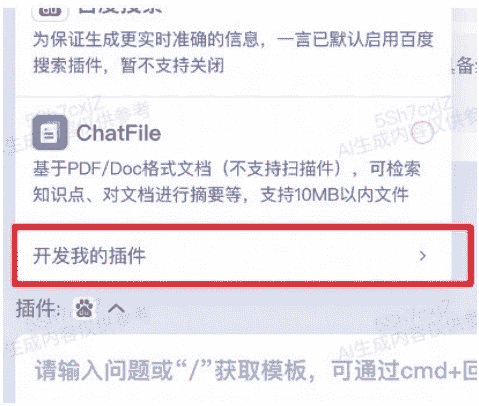 百度搜索
为保证生成更实时准确的信息，一言已默认启用百度
搜索插件，暂不支持关闭
ChatFile
基于PDF/Doc格式文档（不支持扫描件），可检索
知识点、对文档进行摘要等，支持10MB以内文件
开发我的插件
插件:
请输入问题或“/”获取模板，可通过cmd+回